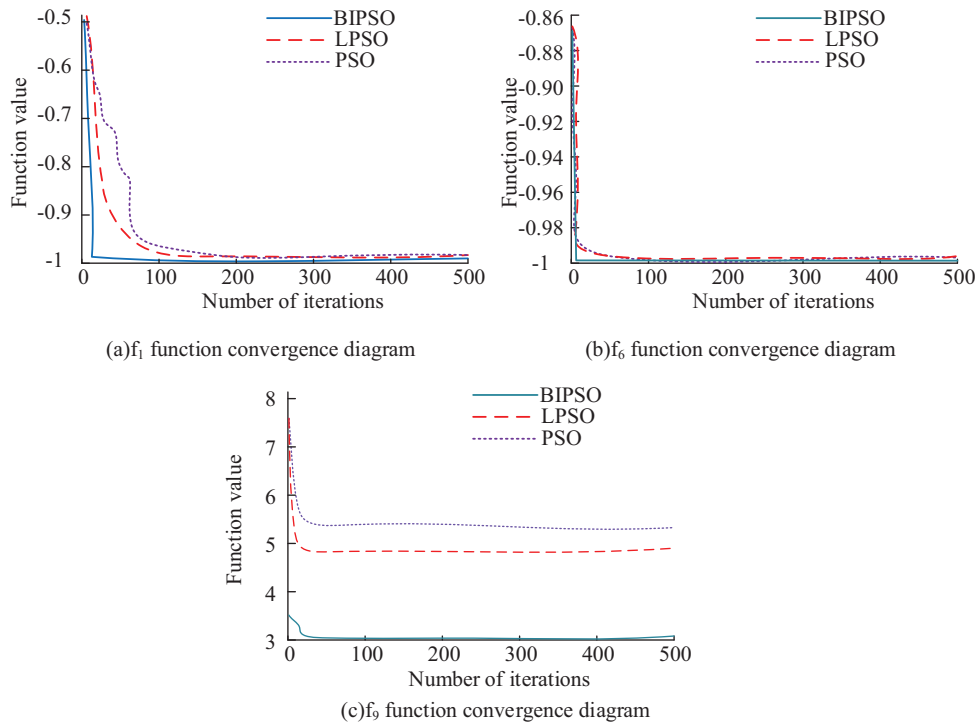 BIPSO
LPSO
PSO
Function value
-0.5
-0.6
-0.7
-0.8
-0.9
-1
0 100 200 300 400 500
Number of iterations
(a)f₁ function convergence diagram
BIPSO
LPSO
PSO
Function value
-0.86
-0.88
-0.90
-0.92
-0.94
-0.96
-0.98
-1
0 100 200 300 400 500
Number of iterations
(b)f₆ function convergence diagram
BIPSO
LPSO
PSO
Function value
8
7
6
5
4
3
0 100 200 300 400 500
Number of iterations
(c)f₉ function convergence diagram